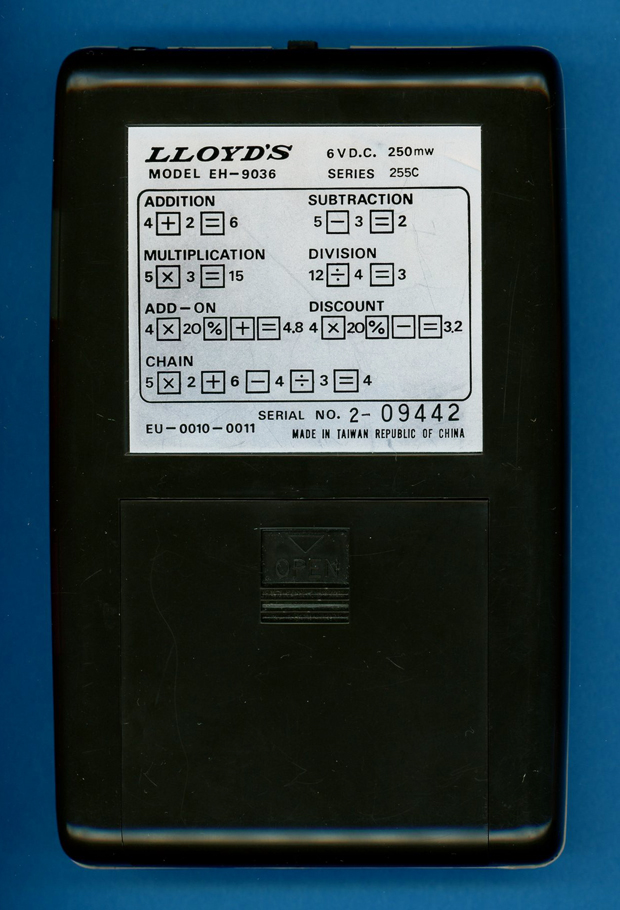 LLOYD'S 6 V D.C. 250mw
MODEL EH-9036 SERIES 255C
ADDITION SUBTRACTION
4 + 2 = 6 5 - 3 = 2
MULTIPLICATION DIVISION
5 × 3 = 15 12 ÷ 4 = 3
ADD-ON DISCOUNT
4 × 20 % + = 4.8 4 × 20 % - = 3.2
CHAIN
5 × 2 + 6 - 4 ÷ 3 = 4
SERIAL NO. 2-09442
EU-0010-0011 MADE IN TAIWAN REPUBLIC OF CHINA
OPEN